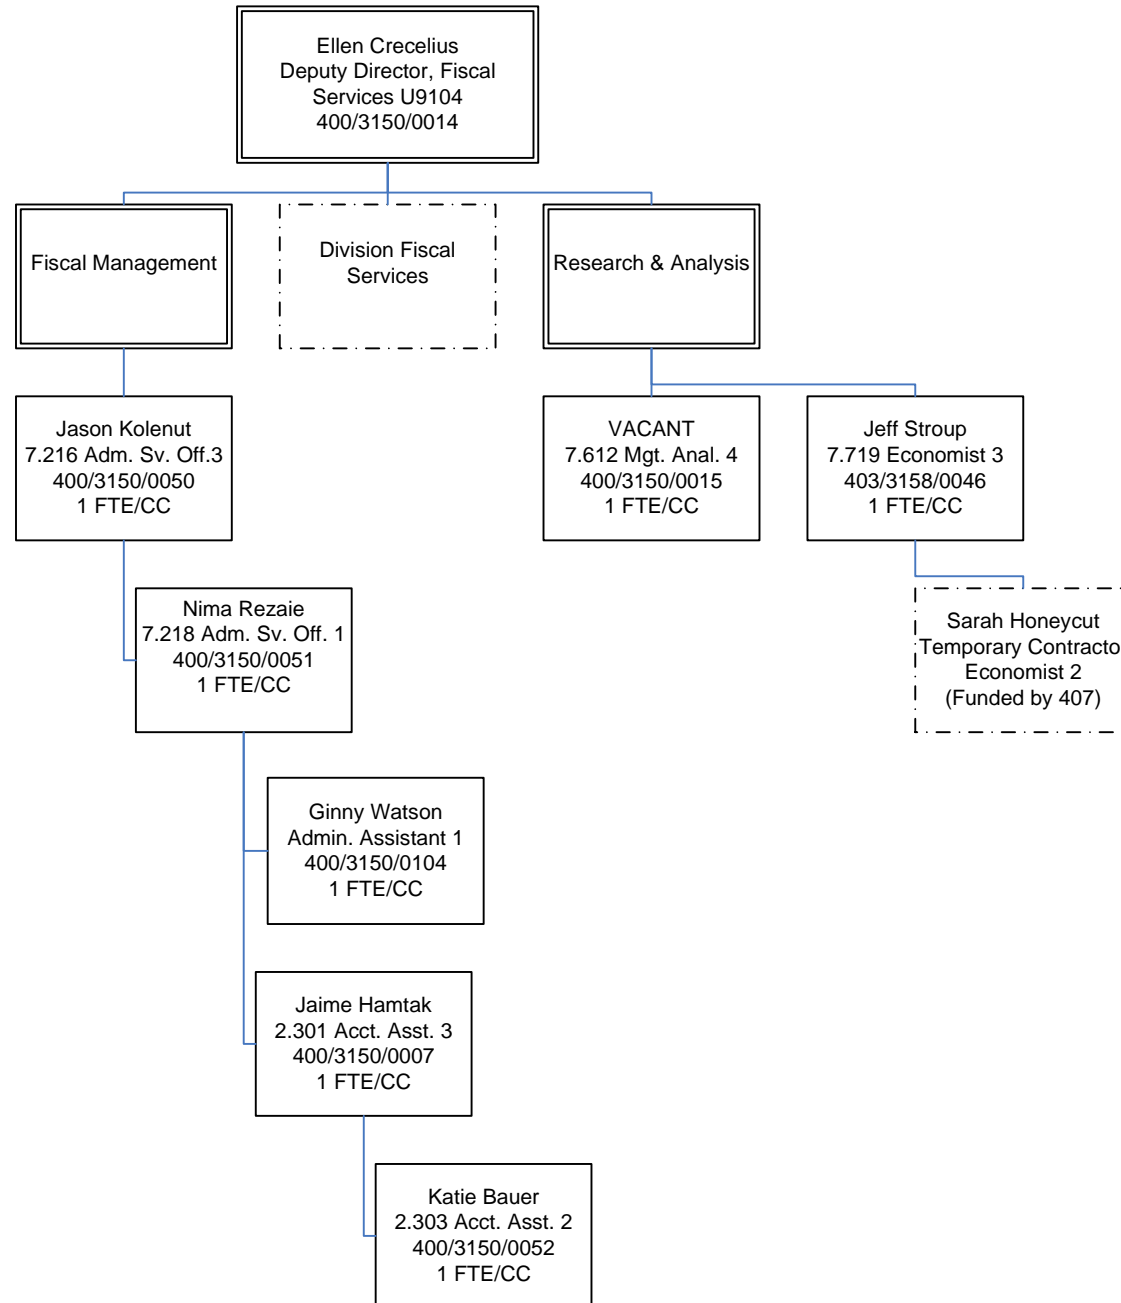 Ellen Crecelius
Deputy Director, Fiscal
Services U9104
400/3150/0014
Fiscal Management
Division Fiscal
Services
Research & Analysis
Jason Kolenut
7.216 Adm. Sv. Off.3
400/3150/0050
1 FTE/CC
VACANT
7.612 Mgt. Anal. 4
400/3150/0015
1 FTE/CC
Jeff Stroup
7.719 Economist 3
403/3158/0046
1 FTE/CC
Nima Rezaie
7.218 Adm. Sv. Off. 1
400/3150/0051
1 FTE/CC
Sarah Honeycut
Temporary Contracto
Economist 2
(Funded by 407)
Ginny Watson
Admin. Assistant 1
400/3150/0104
1 FTE/CC
Jaime Hamtak
2.301 Acct. Asst. 3
400/3150/0007
1 FTE/CC
Katie Bauer
2.303 Acct. Asst. 2
400/3150/0052
1 FTE/CC